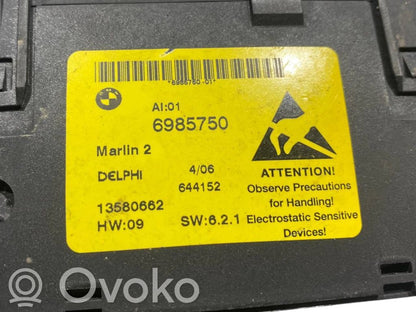 *6985750-01*
AI:01
6985750
Marlin 2
DELPHI
4/06
644152
13580662
HW:09
SW:6.2.1
ATTENTION!
Observe Precautions
for Handling!
Electrostatic Sensitive
Devices!
OVOKO